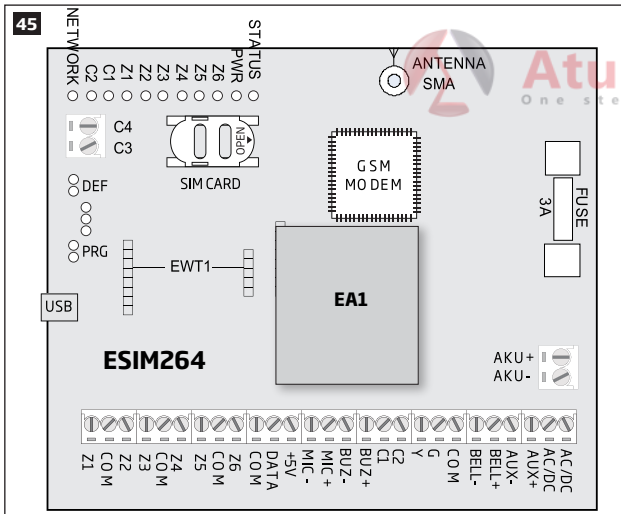 45
NETWORK
C2
C1
Z1
Z2
Z3
Z4
Z5
Z6
PWR
STATUS
ANTENNA
SMA
Atu
One ste
C4
C3
OPEN
SIM CARD
GSM
MODEM
FUSE
3A
DEF
PRG
EWT1
EA1
USB
ESIM264
AKU+
AKU-
Z1
COM
Z2
Z3
COM
Z4
Z5
COM
Z6
COM
DATA
+5V
MIC-
MIC+
BUZ-
BUZ+
C1
C2
Y
G
COM
BELL-
BELL+
AUX-
AUX+
AC/DC
AC/DC